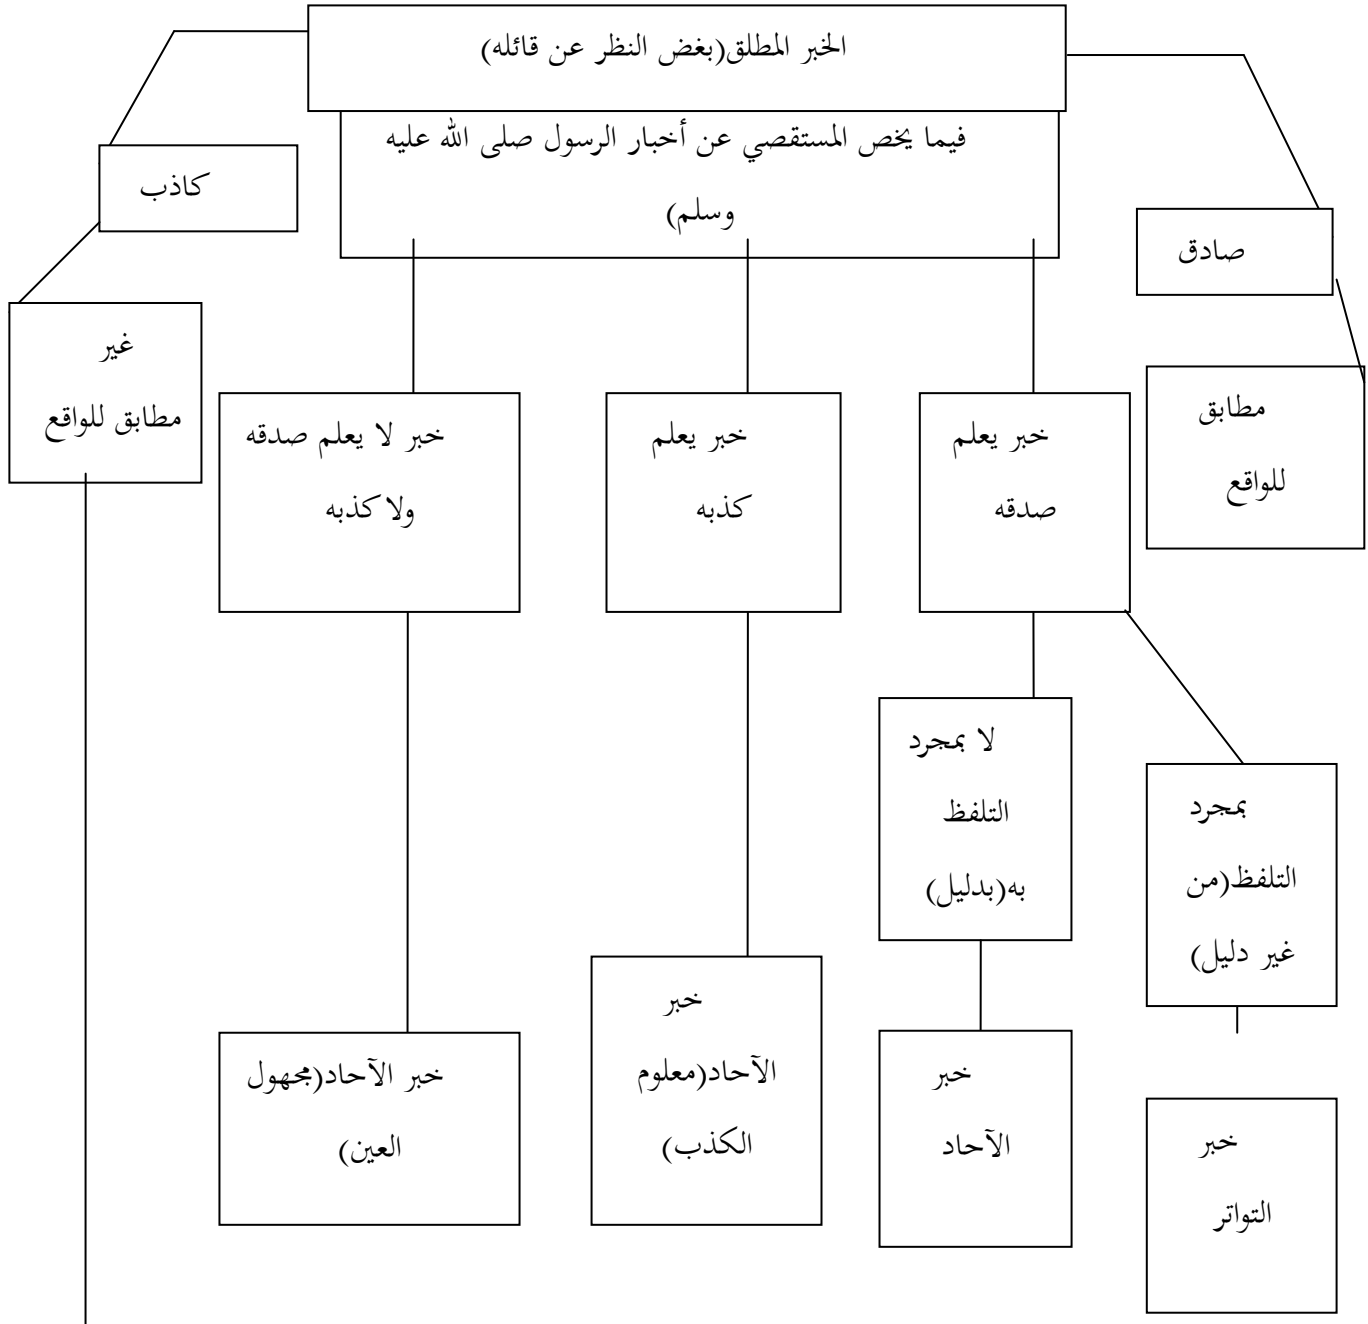 الخبر المطلق(بغض النظر عن قائله)
فيما يخص المستقصي عن أخبار الرسول صلى الله عليه
وسلم)
صادق
كاذب
مطابق
للواقع
غير
مطابق للواقع
خبر يعلم
صدقه
خبر يعلم
كذبه
خبر لا يعلم صدقه
ولا كذبه
بمجرد
التلفظ(من
غير دليل)
لا بمجرد
التلفظ
به(بدليل)
خبر
التواتر
خبر
الآحاد
خبر
الآحاد(معلوم
الكذب)
خبر الآحاد(مجهول
العين)